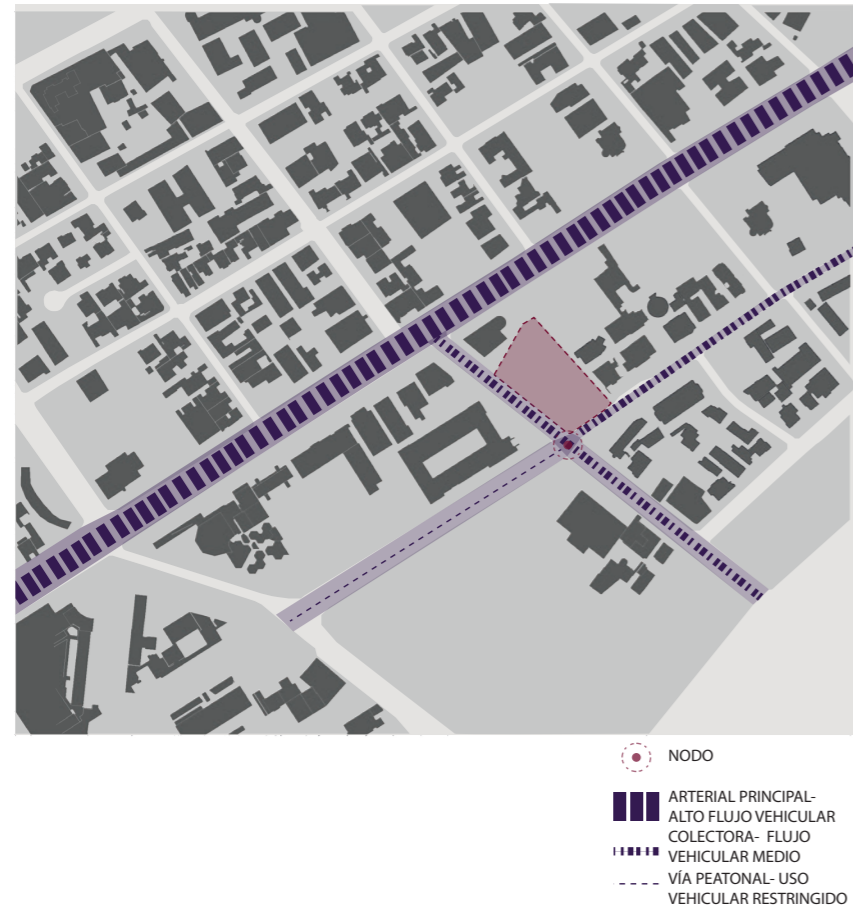 NODO
ARTERIAL PRINCIPAL-
ALTO FLUJO VEHICULAR
COLECTORA- FLUJO
VEHICULAR MEDIO
VÍA PEATONAL- USO
VEHICULAR RESTRINGIDO